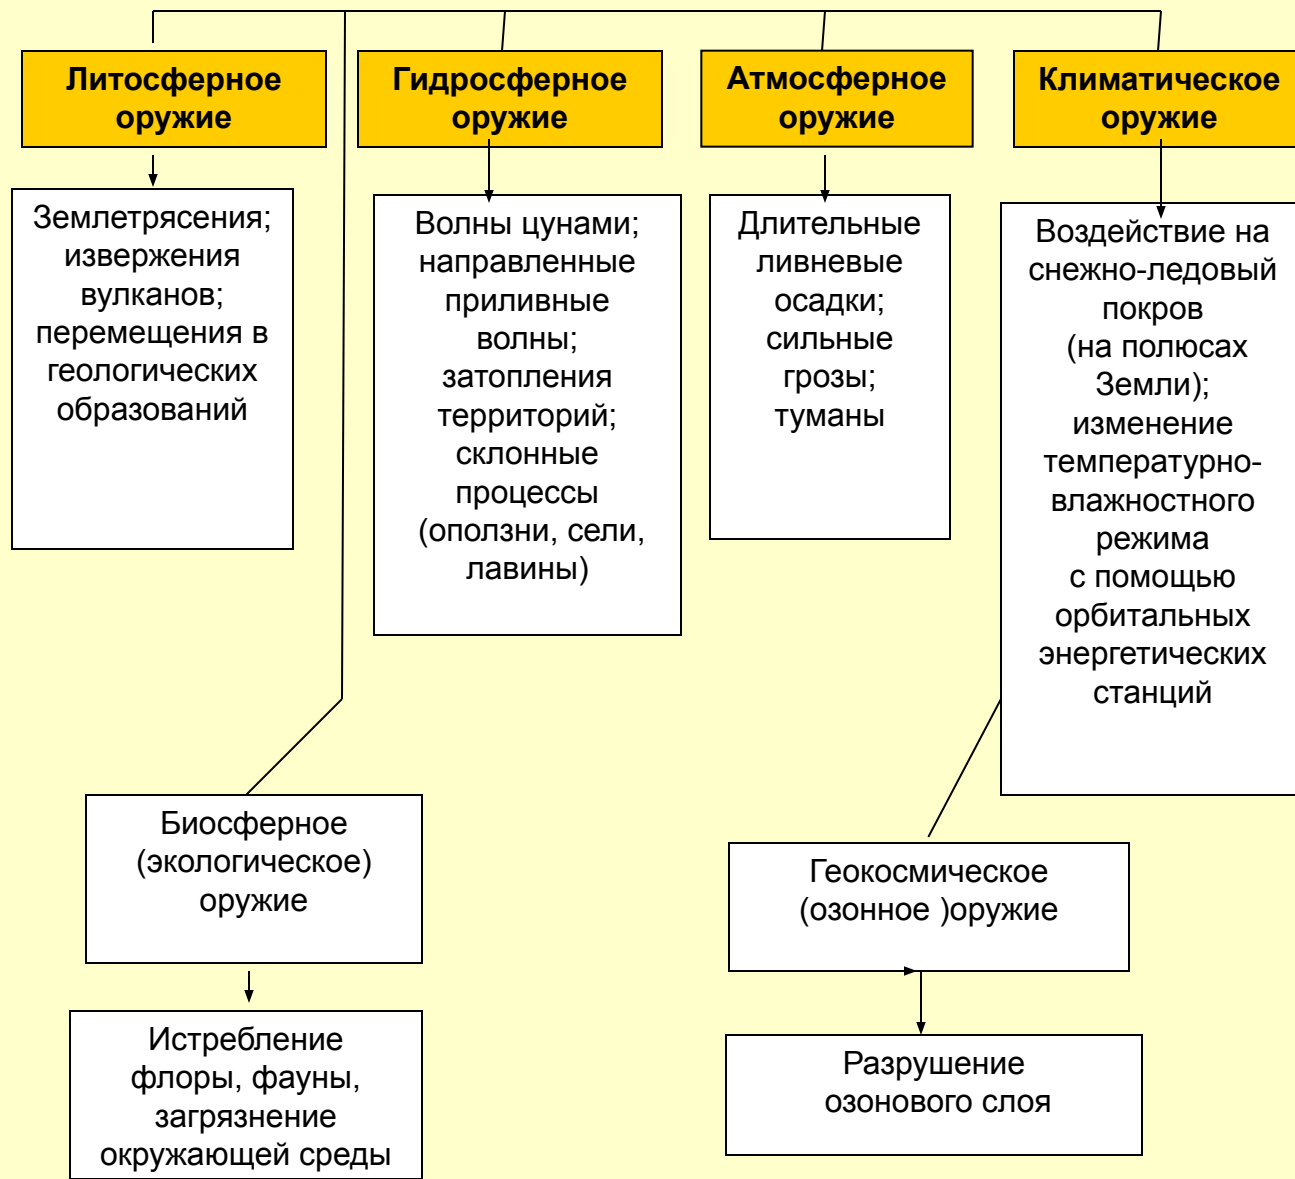 Литосферное
оружие
Гидросферное
оружие
Атмосферное
оружие
Климатическое
оружие
Землетрясения;
извержения
вулканов;
перемещения в
геологических
образований
Волны цунами;
направленные
приливные
волны;
затопления
территорий;
склонные
процессы
(оползни, сели,
лавины)
Длительные
ливневые
осадки;
сильные
грозы;
туманы
Воздействие на
снежно-ледовый
покров
(на полюсах
Земли);
изменение
температурно-
влажностного
режима
с помощью
орбитальных
энергетических
станций
Биосферное
(экологическое)
оружие
Геокосмическое
(озонное )оружие
Истребление
флоры, фауны,
загрязнение
окружающей среды
Разрушение
озонового слоя